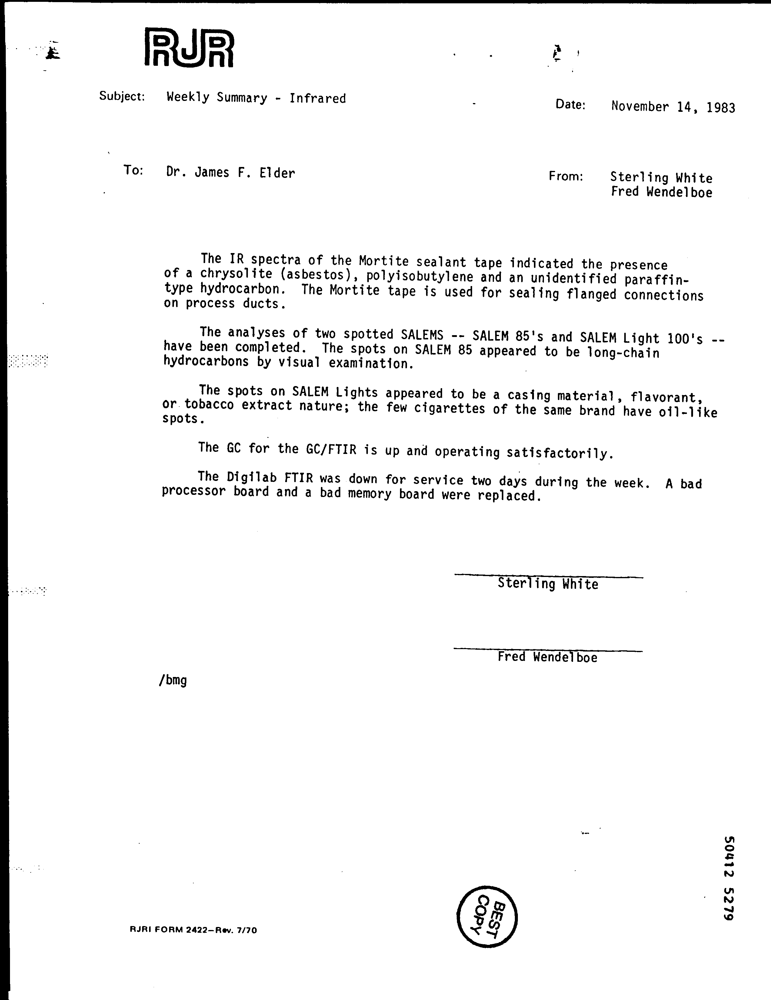 RJR
Subject: Weekly Summary - Infrared
Date: November 14, 1983
To: Dr. James F. Elder
From: Sterling White
Fred Wendelboe
The IR spectra of the Mortite sealant tape indicated the presence
of a chrysolite (asbestos), polyisobutylene and an unidentified paraffin-
type hydrocarbon. The Mortite tape is used for sealing flanged connections
on process ducts.
The analyses of two spotted SALEMS -- SALEM 85's and SALEM Light 100's --
have been completed. The spots on SALEM 85 appeared to be long-chain
hydrocarbons by visual examination.
The spots on SALEM Lights appeared to be a casing material, flavorant,
or tobacco extract nature; the few cigarettes of the same brand have oil-like
spots.
The GC for the GC/FTIR is up and operating satisfactorily.
The Digilab FTIR was down for service two days during the week. A bad
processor board and a bad memory board were replaced.
Sterling White
Fred Wendelboe
/bmg
50412 5279
BEST
COPY
RJRI FORM 2422-Rev. 7/70